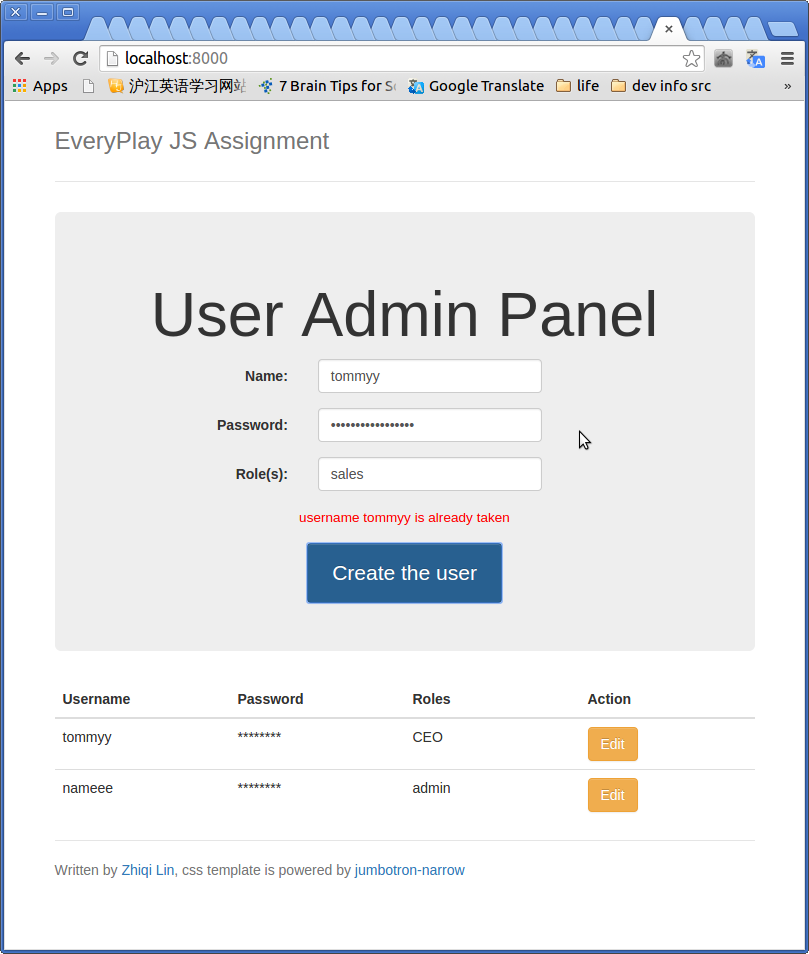 localhost:8000
Apps 沪江英语学习网站 7 Brain Tips for Google Translate life dev info src »
EveryPlay JS Assignment
User Admin Panel
Name: tommyy
Password: •••••••••••••••••
Role(s): sales
username tommyy is already taken
Create the user
Username Password Roles Action
tommyy ******** CEO Edit
nameee ******** admin Edit
Written by Zhiqi Lin, css template is powered by jumbotron-narrow